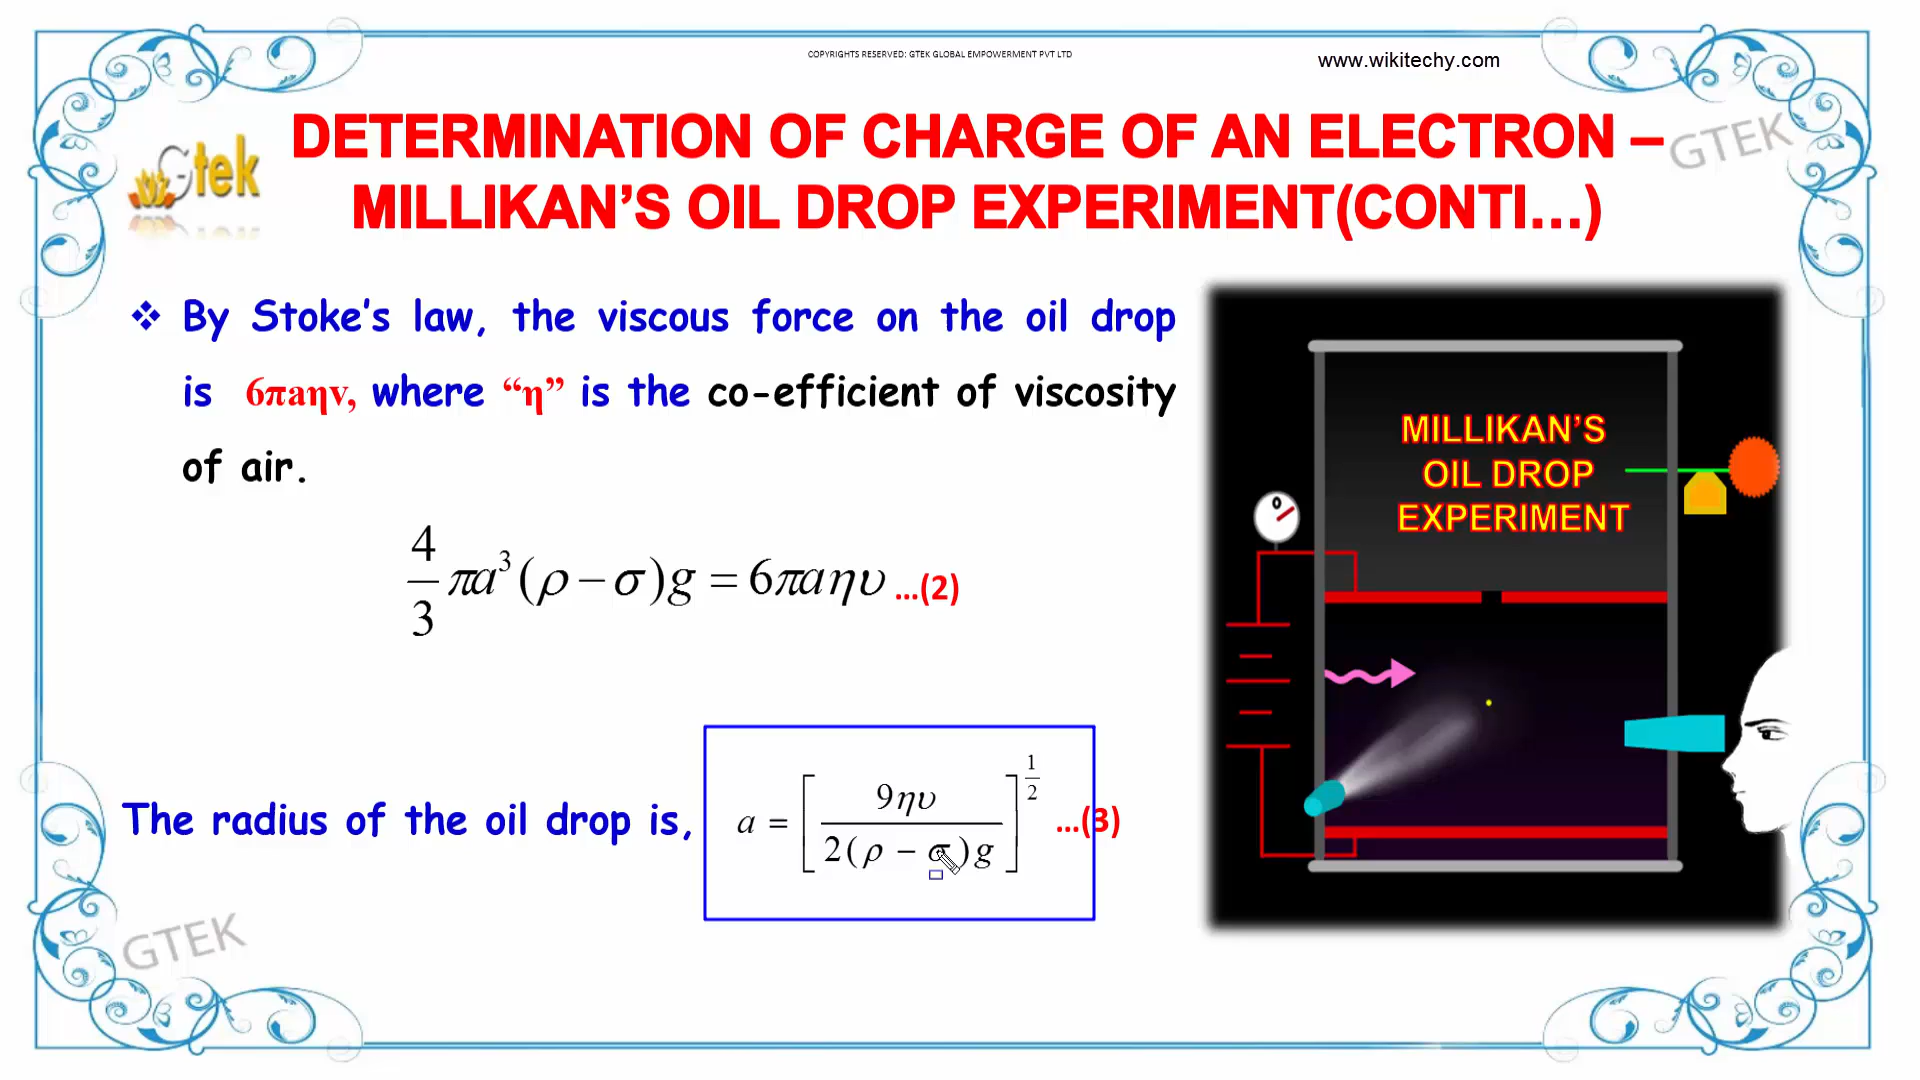 COPYRIGHTS RESERVED: GTEK GLOBAL EMPOWERMENT PVT LTD
www.wikitechy.com
Gtek
GTEK
DETERMINATION OF CHARGE OF AN ELECTRON –
MILLIKAN’S OIL DROP EXPERIMENT(CONTI…)
❖ By Stoke’s law, the viscous force on the oil drop
is 6πaηv, where “η” is the co-efficient of viscosity
of air.
4/3 πa³(ρ−σ)g = 6πaηυ …(2)
The radius of the oil drop is, a = [9ηυ / 2(ρ − σ)g]^(1/2) …(3)
MILLIKAN’S
OIL DROP
EXPERIMENT
0
GTEK